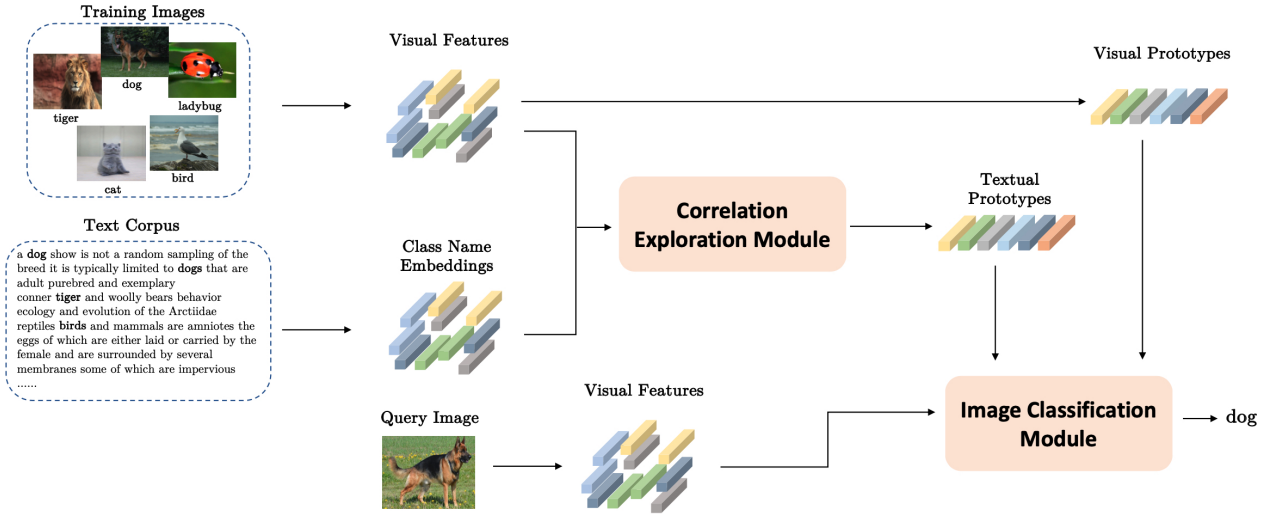 Training Images
dog
ladybug
tiger
bird
cat
Text Corpus
a dog show is not a random sampling of the
breed it is typically limited to dogs that are
adult purebred and exemplary
conner tiger and woolly bears behavior
ecology and evolution of the Arctiidae
reptiles birds and mammals are amniotes the
eggs of which are either laid or carried by the
female and are surrounded by several
membranes some of which are impervious
......
Visual Features
Class Name
Embeddings
Correlation
Exploration Module
Textual
Prototypes
Visual Prototypes
Query Image
Visual Features
Image Classification
Module
dog